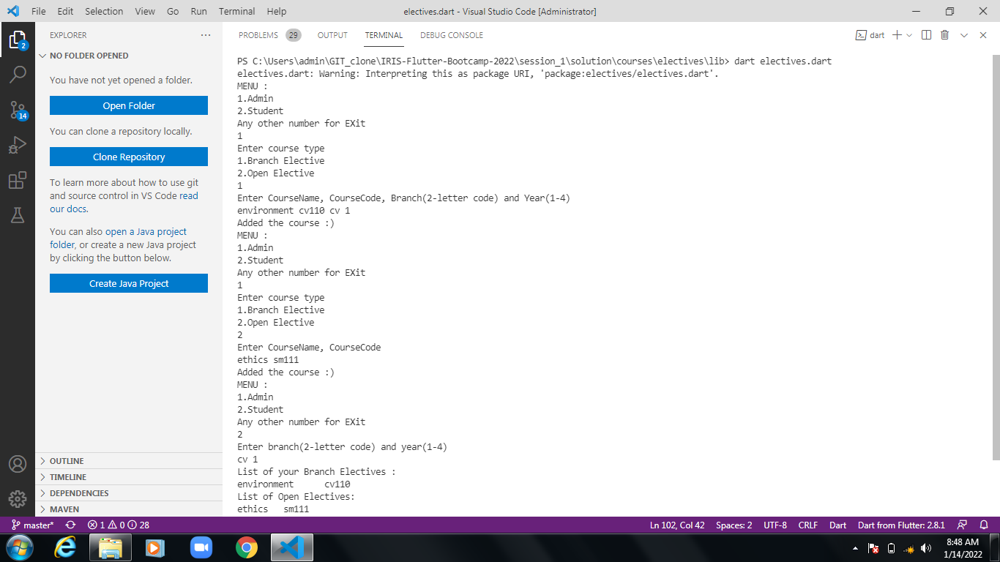 File Edit Selection View Go Run Terminal Help
electives.dart - Visual Studio Code [Administrator]
EXPLORER
NO FOLDER OPENED
You have not yet opened a folder.
Open Folder
You can clone a repository locally.
Clone Repository
To learn more about how to use git
and source control in VS Code read
our docs.
You can also open a Java project
folder, or create a new Java project
by clicking the button below.
Create Java Project
OUTLINE
TIMELINE
DEPENDENCIES
MAVEN
2
14
PROBLEMS 29 OUTPUT TERMINAL DEBUG CONSOLE
dart
PS C:\Users\admin\GIT_clone\IRIS-Flutter-Bootcamp-2022\session_1\solution\courses\electives\lib> dart electives.dart
electives.dart: Warning: Interpreting this as package URI, 'package:electives/electives.dart'.
MENU :
1.Admin
2.Student
Any other number for EXit
1
Enter course type
1.Branch Elective
2.Open Elective
1
Enter CourseName, CourseCode, Branch(2-letter code) and Year(1-4)
environment cv110 cv 1
Added the course :)
MENU :
1.Admin
2.Student
Any other number for EXit
1
Enter course type
1.Branch Elective
2.Open Elective
2
Enter CourseName, CourseCode
ethics sm111
Added the course :)
MENU :
1.Admin
2.Student
Any other number for EXit
2
Enter branch(2-letter code) and year(1-4)
cv 1
List of your Branch Electives :
environment cv110
List of Open Electives:
ethics sm111
master* 1 0 28
Ln 102, Col 42 Spaces: 2 UTF-8 CRLF Dart Dart from Flutter: 2.8.1
8:48 AM
1/14/2022